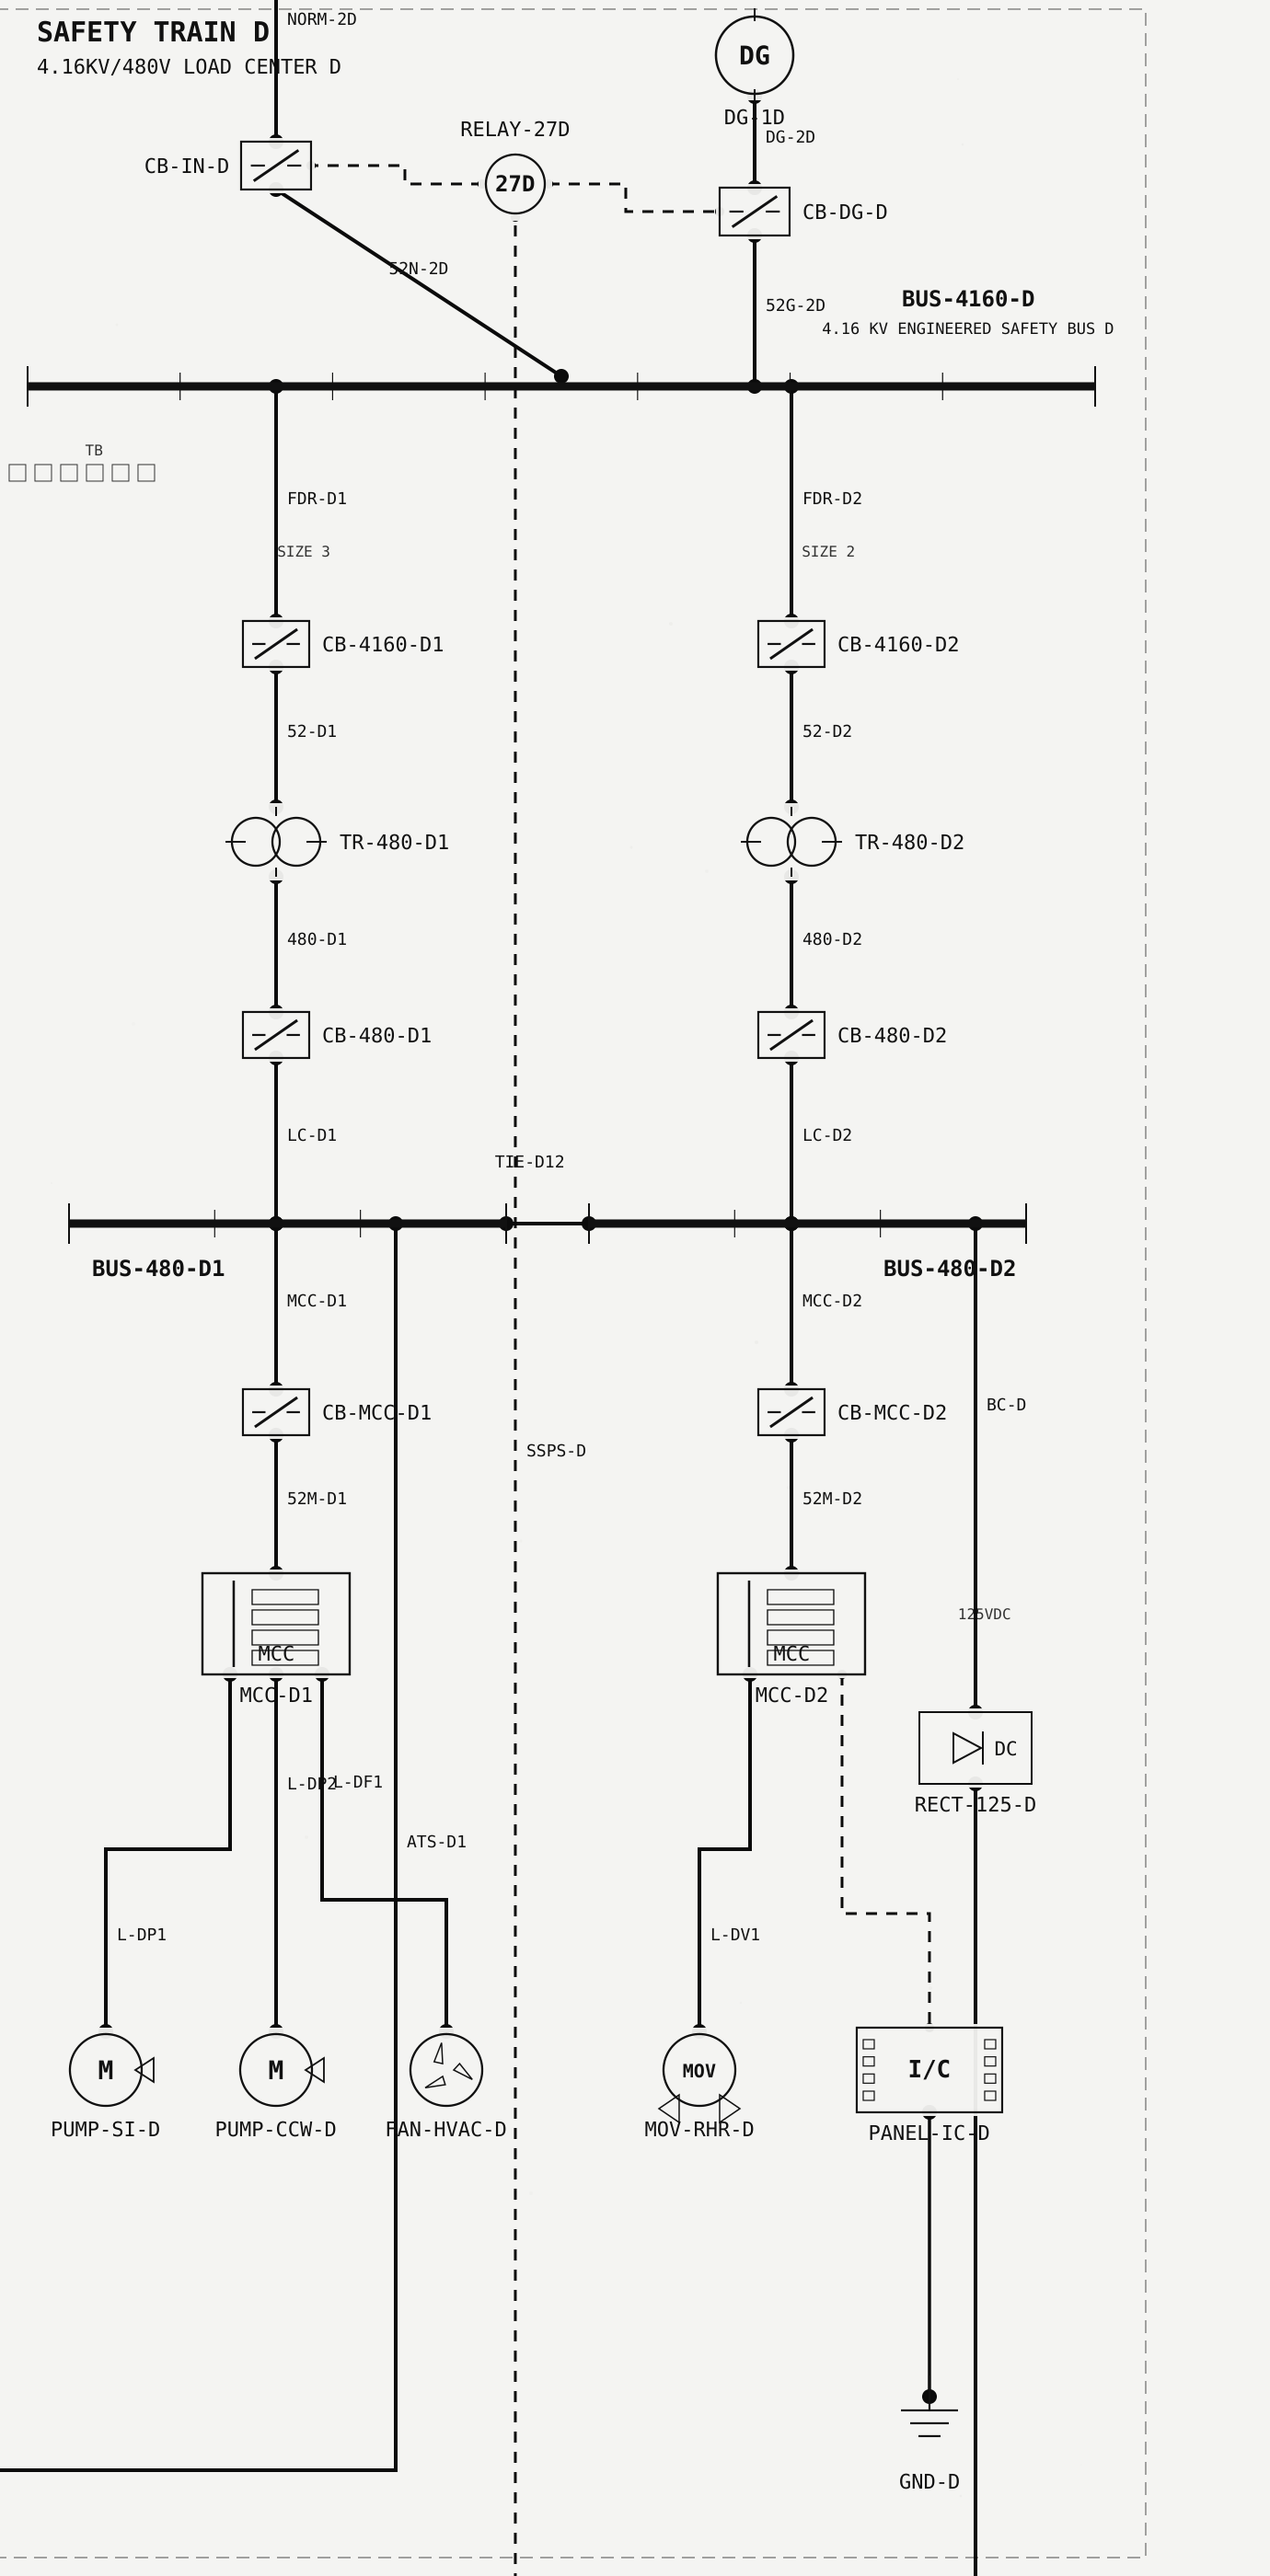 NORM-2D
SAFETY TRAIN D
4.16KV/480V LOAD CENTER D
DG
DG-1D
DG-2D
RELAY-27D
CB-IN-D
27D
CB-DG-D
52N-2D
52G-2D
BUS-4160-D
4.16 KV ENGINEERED SAFETY BUS D
TB
FDR-D1
FDR-D2
SIZE 3
SIZE 2
CB-4160-D1
CB-4160-D2
52-D1
52-D2
TR-480-D1
TR-480-D2
480-D1
480-D2
CB-480-D1
CB-480-D2
LC-D1
LC-D2
TIE-D12
BUS-480-D1
BUS-480-D2
MCC-D1
MCC-D2
CB-MCC-D1
CB-MCC-D2
BC-D
SSPS-D
52M-D1
52M-D2
125VDC
MCC
MCC
MCC-D1
MCC-D2
DC
RECT-125-D
L-DP2
L-DF1
ATS-D1
L-DP1
L-DV1
M
M
MOV
I/C
PUMP-SI-D
PUMP-CCW-D
FAN-HVAC-D
MOV-RHR-D
PANEL-IC-D
GND-D